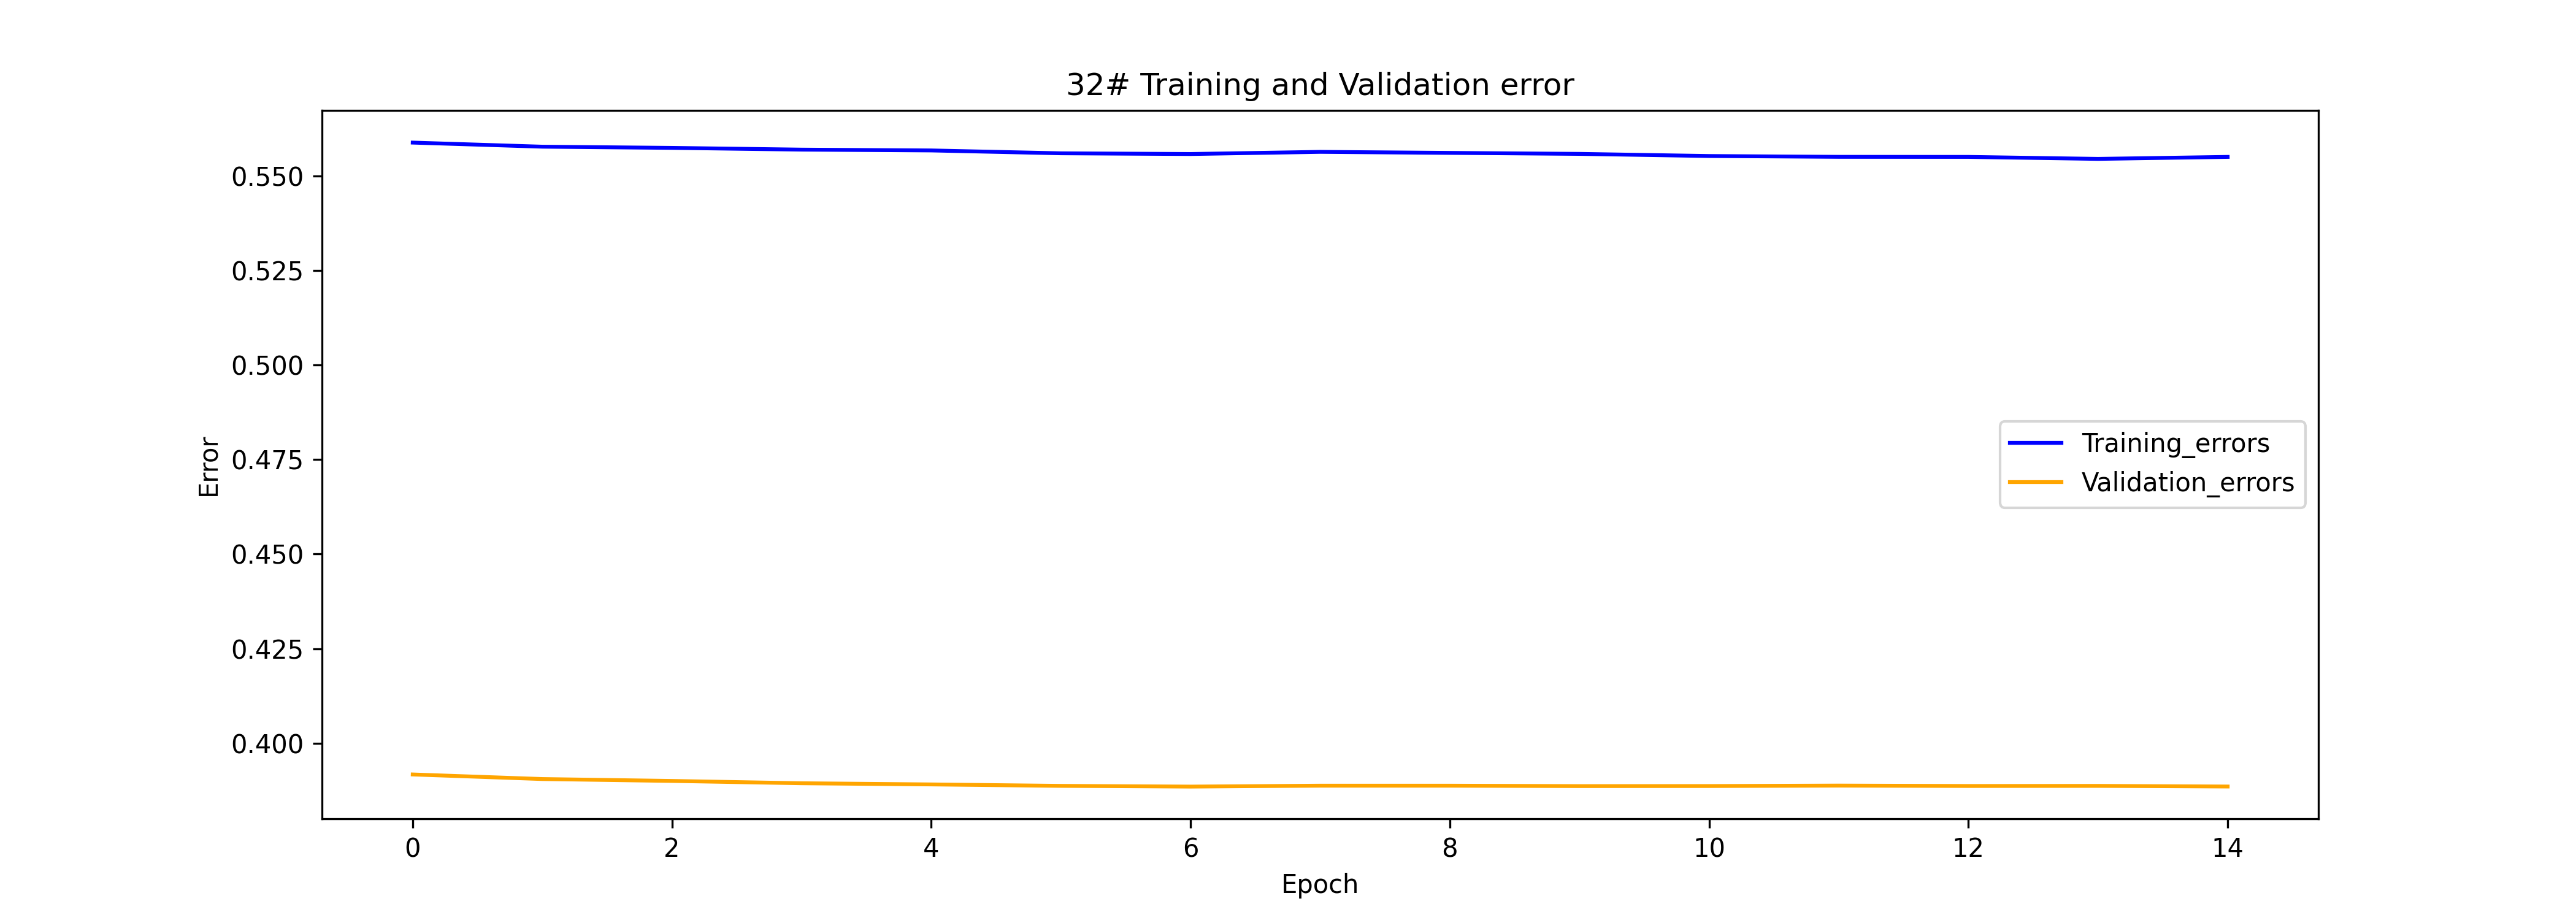 32# Training and Validation error
Error
0.550
0.525
0.500
0.475
0.450
0.425
0.400
Training_errors
Validation_errors
0 2 4 6 8 10 12 14
Epoch